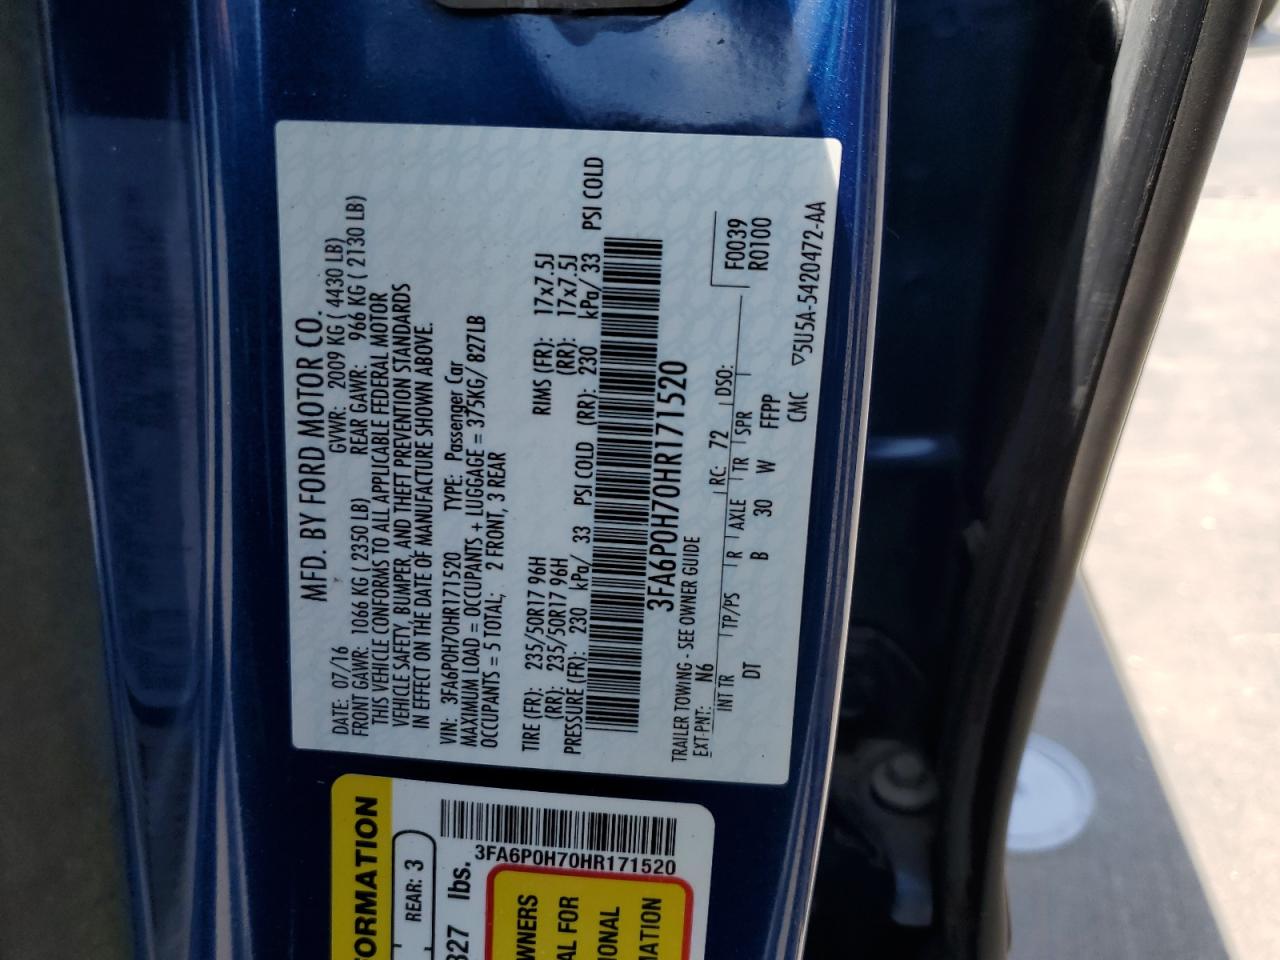 MFD. BY FORD MOTOR CO.
DATE: 07/16 GVWR: 2009 KG ( 4430 LB)
FRONT GAWR: 1066 KG ( 2350 LB) REAR GAWR: 966 KG ( 2130 LB)
THIS VEHICLE CONFORMS TO ALL APPLICABLE FEDERAL MOTOR
VEHICLE SAFETY, BUMPER, AND THEFT PREVENTION STANDARDS
IN EFFECT ON THE DATE OF MANUFACTURE SHOWN ABOVE.
VIN: 3FA6P0H70HR171520 TYPE: Passenger Car
MAXIMUM LOAD = OCCUPANTS + LUGGAGE = 375KG/ 827LB
OCCUPANTS = 5 TOTAL; 2 FRONT, 3 REAR
TIRE (FR): 235/50R17 96H RIMS (FR): 17x7.5J
(RR): 235/50R17 96H (RR): 17x7.5J
PRESSURE (FR): 230 kPa/ 33 PSI COLD (RR): 230 kPa/ 33 PSI COLD
3FA6P0H70HR171520
TRAILER TOWING - SEE OWNER GUIDE
EXT-PNT: N6 RC: 72 DSO:
INT TR TP/PS R AXLE TR SPR F0039
DT B 30 W FFPP R0100
CMC ▽5U5A-5420472-AA
ORMATION
REAR: 3
827 lbs.
3FA6P0H70HR171520
WNERS
AL FOR
IONAL
MATION